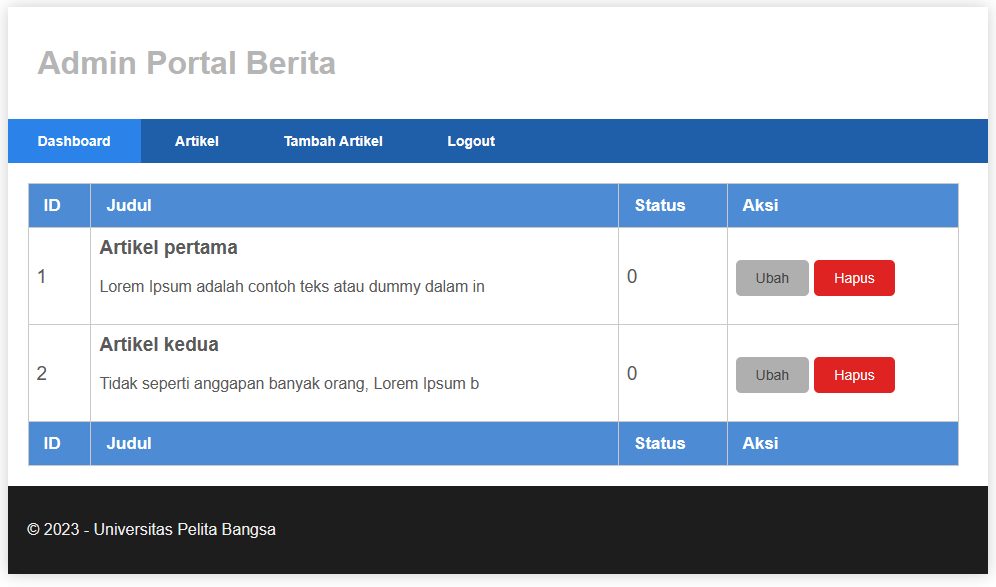 Admin Portal Berita
Dashboard Artikel Tambah Artikel Logout
ID Judul Status Aksi
Artikel pertama
1 Lorem Ipsum adalah contoh teks atau dummy dalam in 0 Ubah Hapus
Artikel kedua
2 Tidak seperti anggapan banyak orang, Lorem Ipsum b 0 Ubah Hapus
ID Judul Status Aksi
© 2023 - Universitas Pelita Bangsa